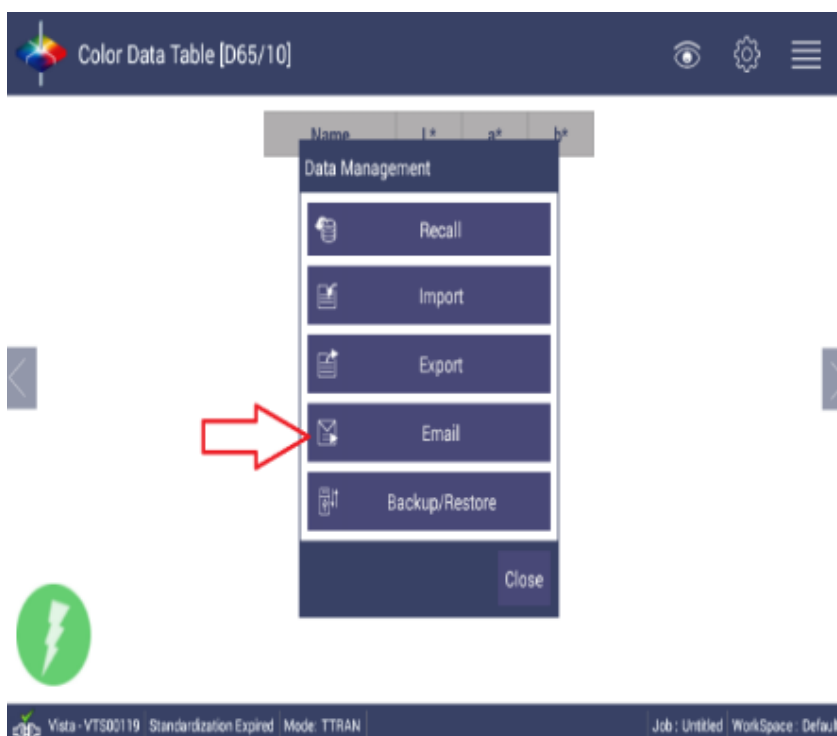 Color Data Table [D65/10]
Name L* a* b*
Data Management
Recall
Import
Export
Email
Backup/Restore
Close
Vista - VTS00119 Standardization Expired Mode: TTRAN Job : Untitled WorkSpace : Default